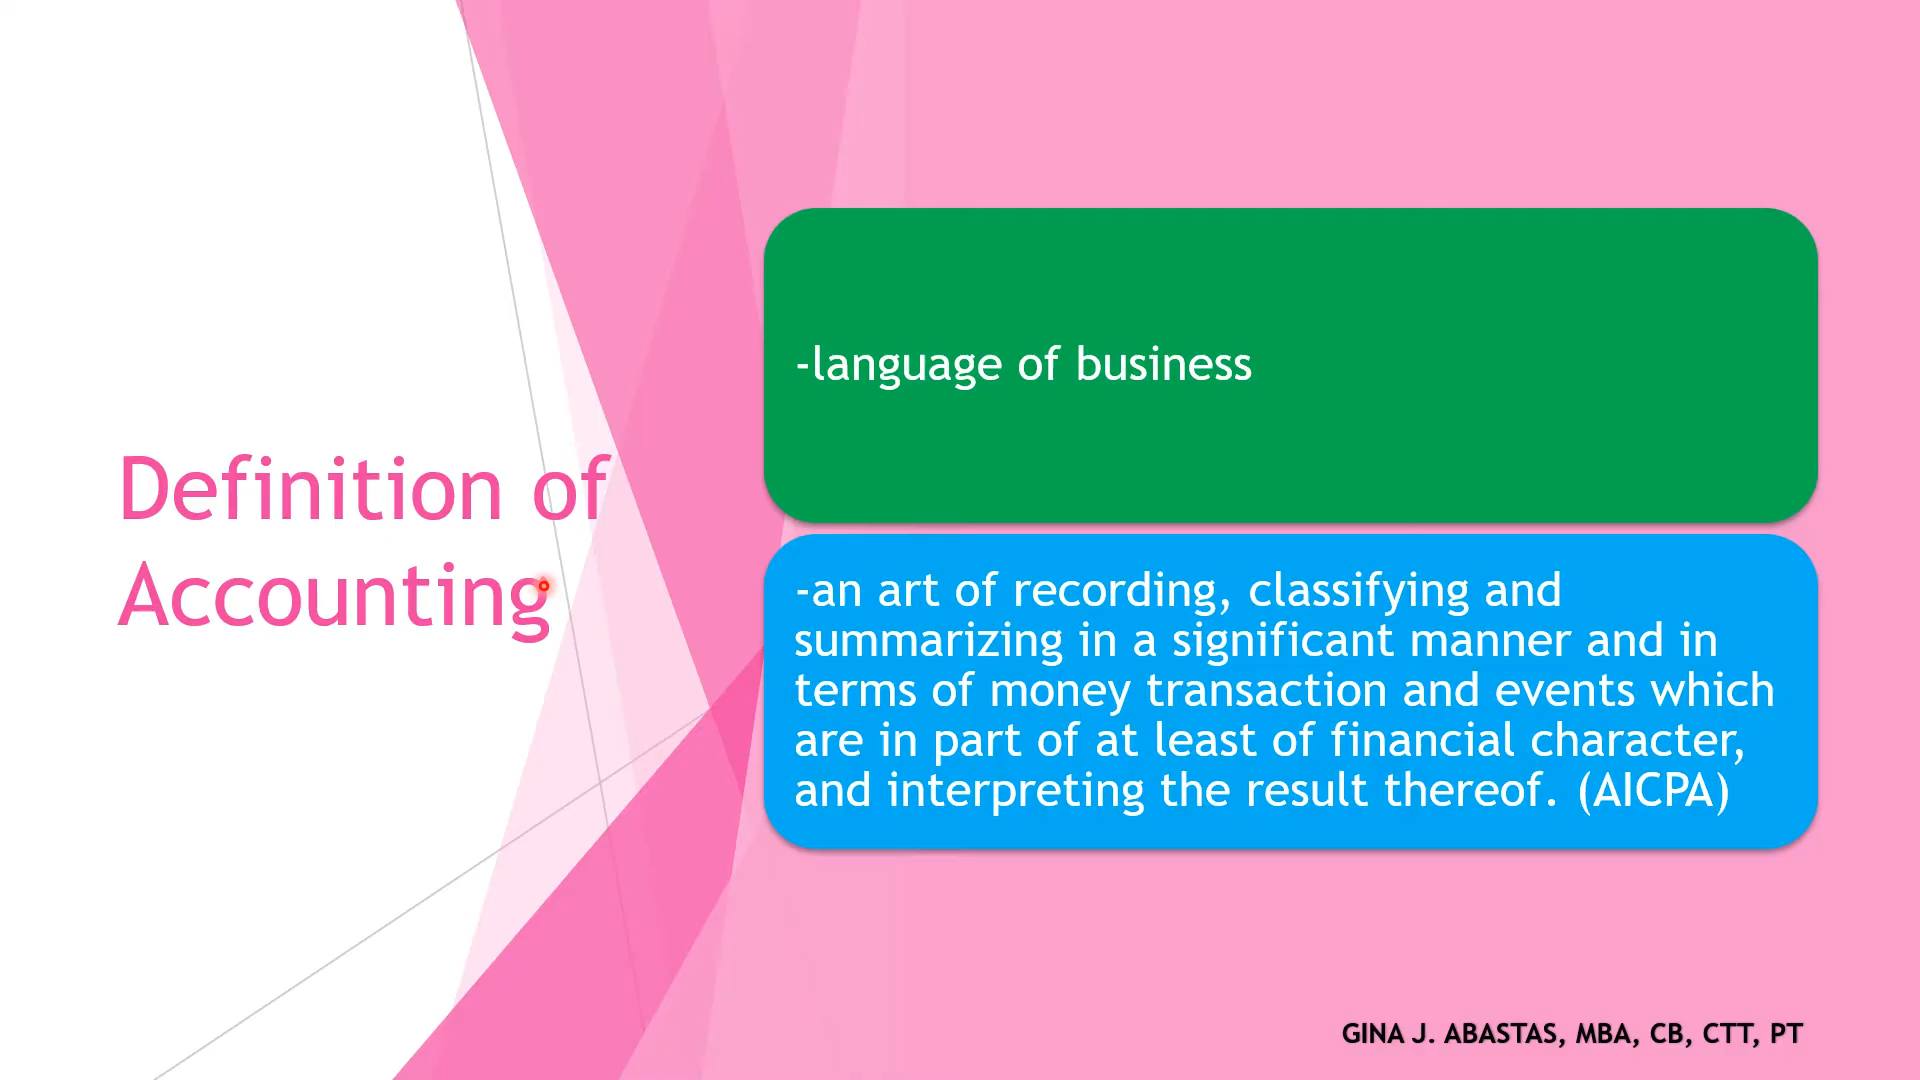 Definition of
Accounting
-language of business
-an art of recording, classifying and
summarizing in a significant manner and in
terms of money transaction and events which
are in part of at least of financial character,
and interpreting the result thereof. (AICPA)
GINA J. ABASTAS, MBA, CB, CTT, PT